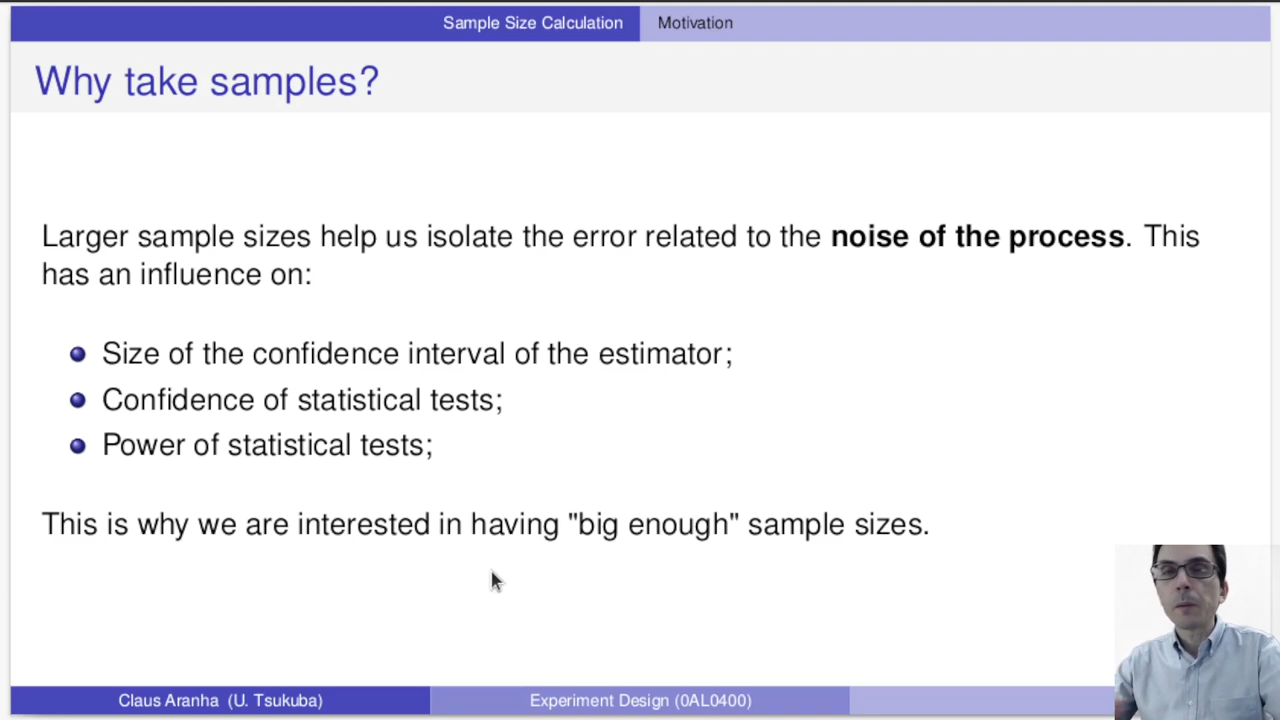 Sample Size Calculation Motivation
Why take samples?
Larger sample sizes help us isolate the error related to the noise of the process. This
has an influence on:
Size of the confidence interval of the estimator;
Confidence of statistical tests;
Power of statistical tests;
This is why we are interested in having "big enough" sample sizes.
Claus Aranha (U. Tsukuba) Experiment Design (0AL0400)